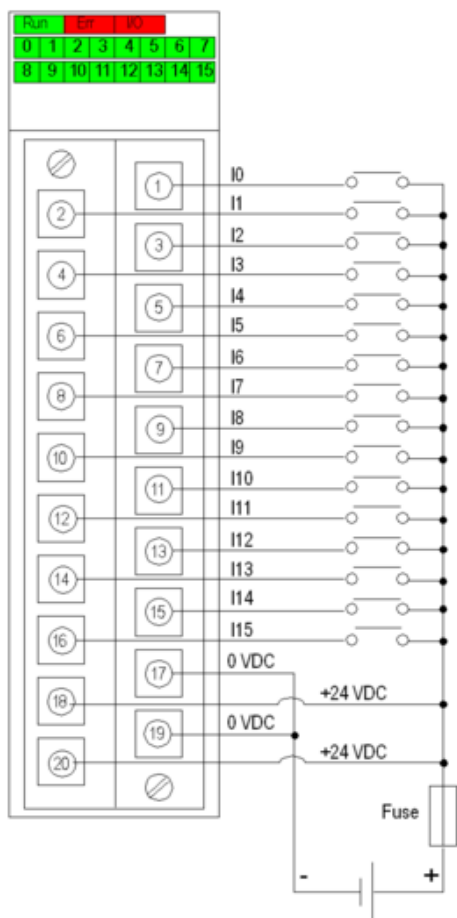 Run Err I/O
0 1 2 3 4 5 6 7
8 9 10 11 12 13 14 15
1 I0
2 I1
3 I2
4 I3
5 I4
6 I5
7 I6
8 I7
9 I8
10 I9
11 I10
12 I11
13 I12
14 I13
15 I14
16 I15
17 0 VDC
18 +24 VDC
19 0 VDC
20 +24 VDC
Fuse
- +